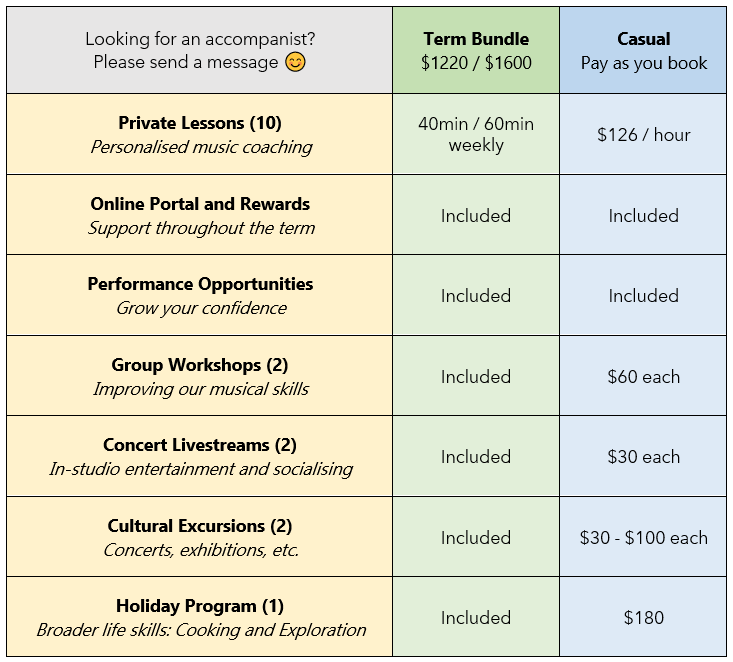 Looking for an accompanist?
Please send a message 😊
Term Bundle
$1220 / $1600
Casual
Pay as you book
Private Lessons (10)
Personalised music coaching
40min / 60min
weekly
$126 / hour
Online Portal and Rewards
Support throughout the term
Included
Included
Performance Opportunities
Grow your confidence
Included
Included
Group Workshops (2)
Improving our musical skills
Included
$60 each
Concert Livestreams (2)
In-studio entertainment and socialising
Included
$30 each
Cultural Excursions (2)
Concerts, exhibitions, etc.
Included
$30 - $100 each
Holiday Program (1)
Broader life skills: Cooking and Exploration
Included
$180